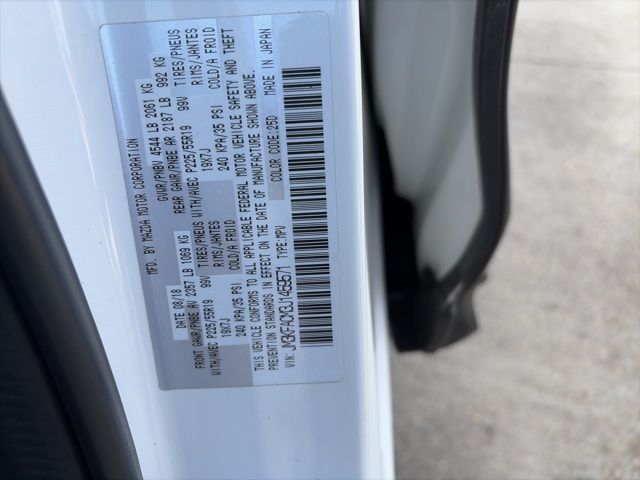 MFD. BY MAZDA MOTOR CORPORATION
DATE 08/18 GVWR/PNBV 4544 LB 2061 KG
FRONT GAWR/PNBE AV 2357 LB 1069 KG REAR GAWR/PNBE AR 2187 LB 992 KG
WITH/AVEC P225/55R19 99V TIRES/PNEUS WITH/AVEC P225/55R19 99V TIRES/PNEUS
19X7J RIMS/JANTES 19X7J RIMS/JANTES
240 KPA/35 PSI COLD/A FROID 240 KPA/35 PSI COLD/A FROID
THIS VEHICLE CONFORMS TO ALL APPLICABLE FEDERAL MOTOR VEHICLE SAFETY AND THEFT
PREVENTION STANDARDS IN EFFECT ON THE DATE OF MANUFACTURE SHOWN ABOVE.
COLOR CODE:25D MADE IN JAPAN
VIN: TYPE:MPV